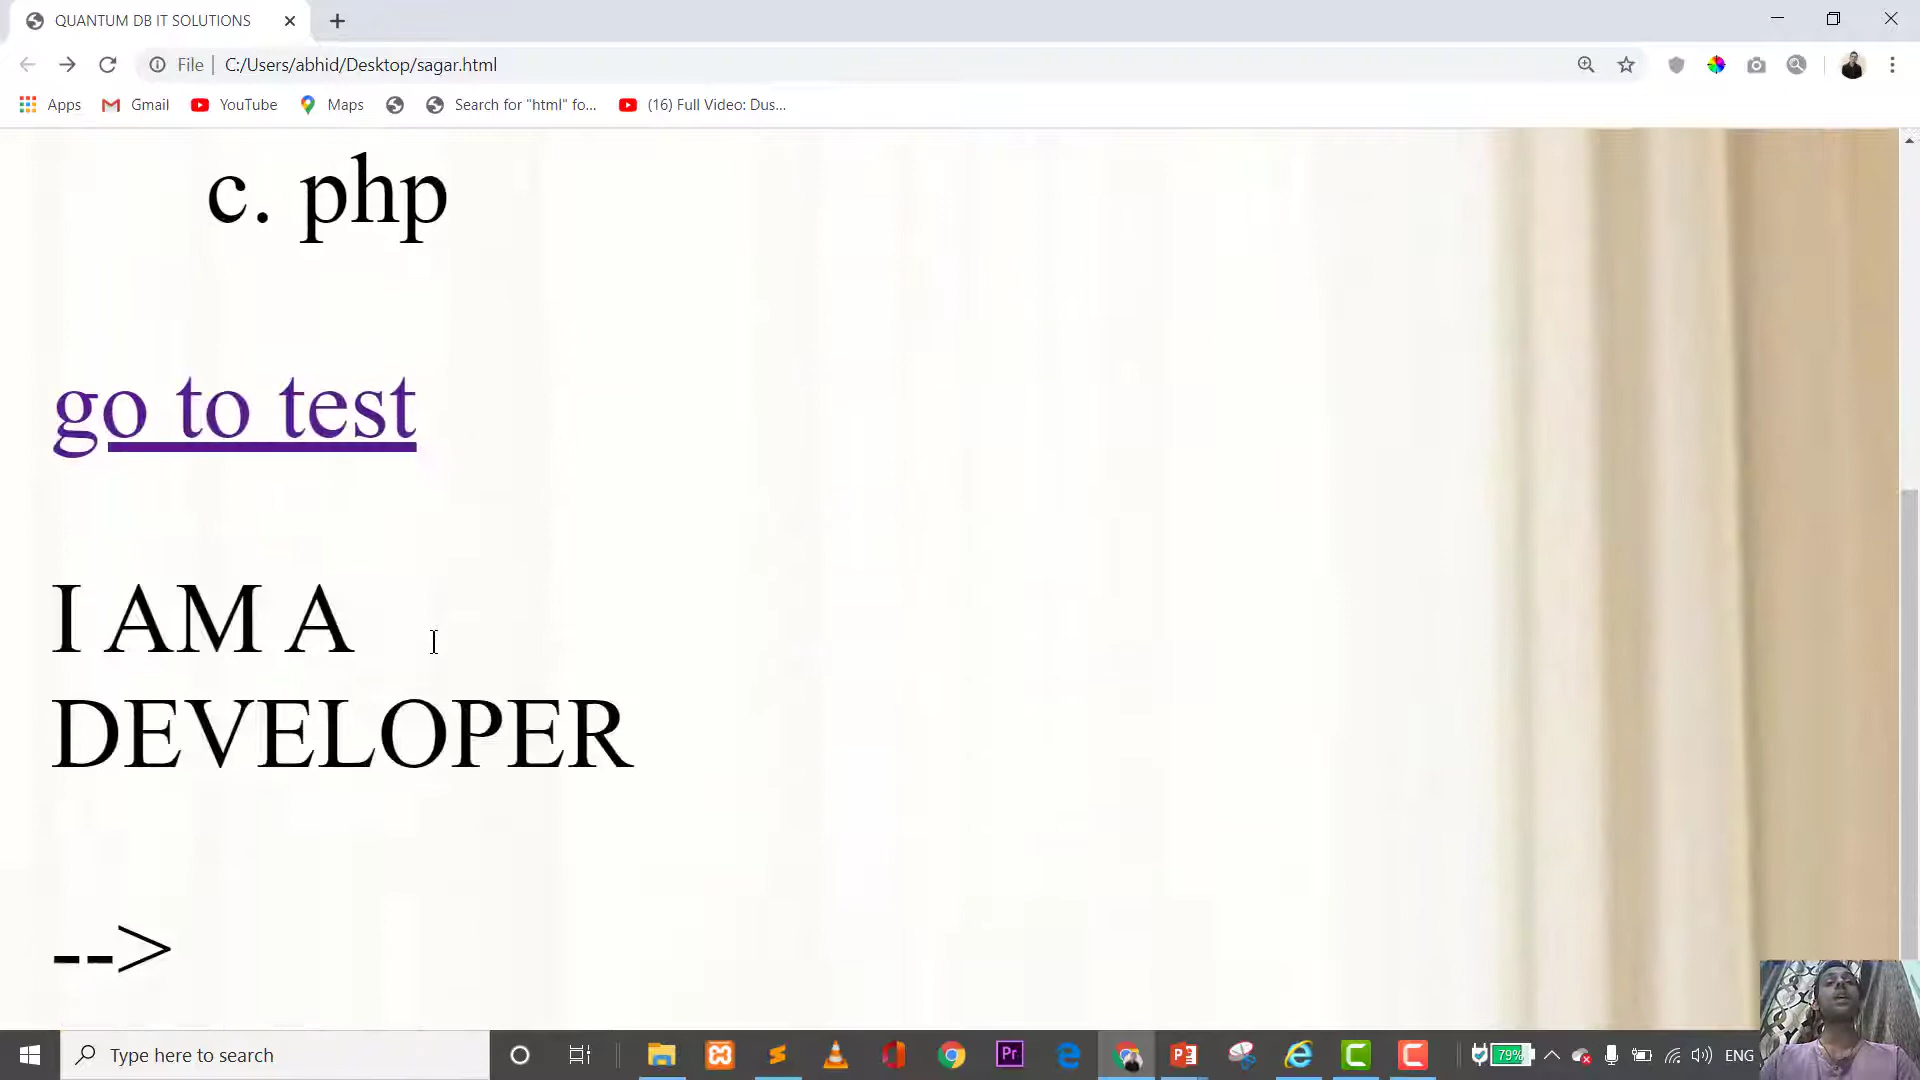 QUANTUM DB IT SOLUTIONS
File | C:/Users/abhid/Desktop/sagar.html
Apps Gmail YouTube Maps Search for "html" fo... (16) Full Video: Dus...
c. php
go to test
I AM A
DEVELOPER
-->
Type here to search
Pr
79%
ENG